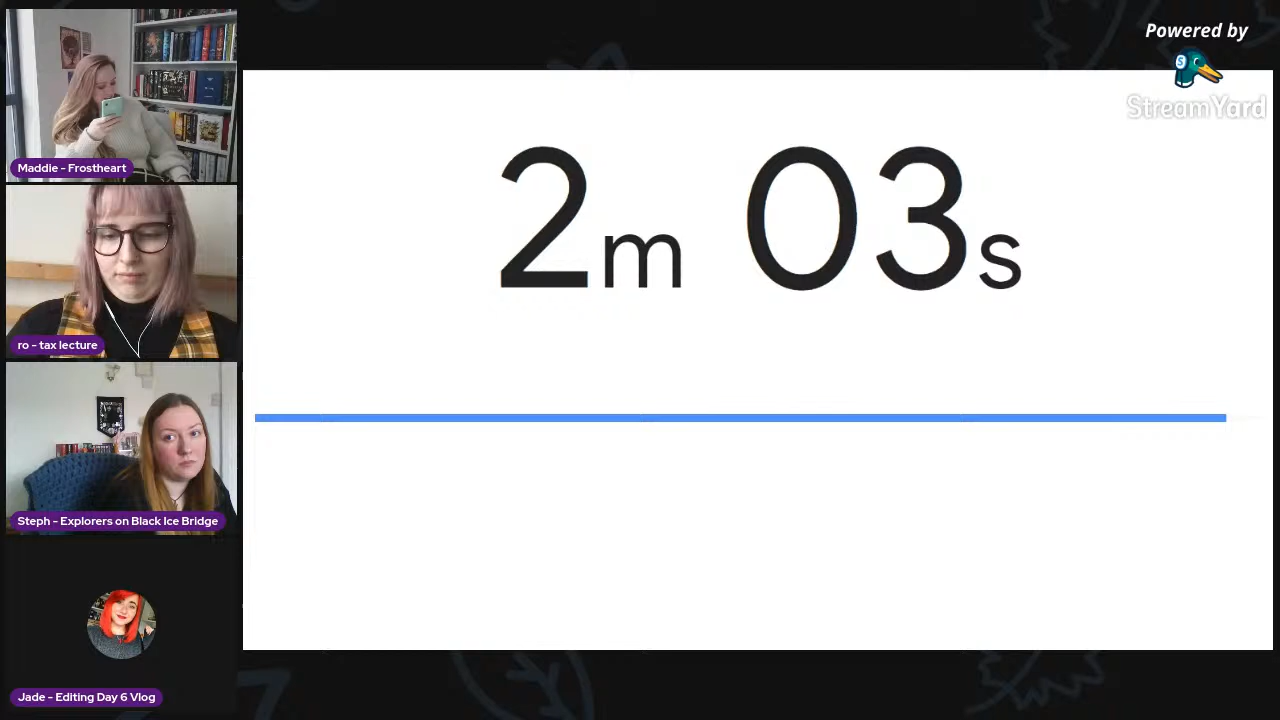 Powered by
StreamYard
2m 03s
Maddie - Frostheart
ro - tax lecture
Steph - Explorers on Black Ice Bridge
Jade - Editing Day 6 Vlog